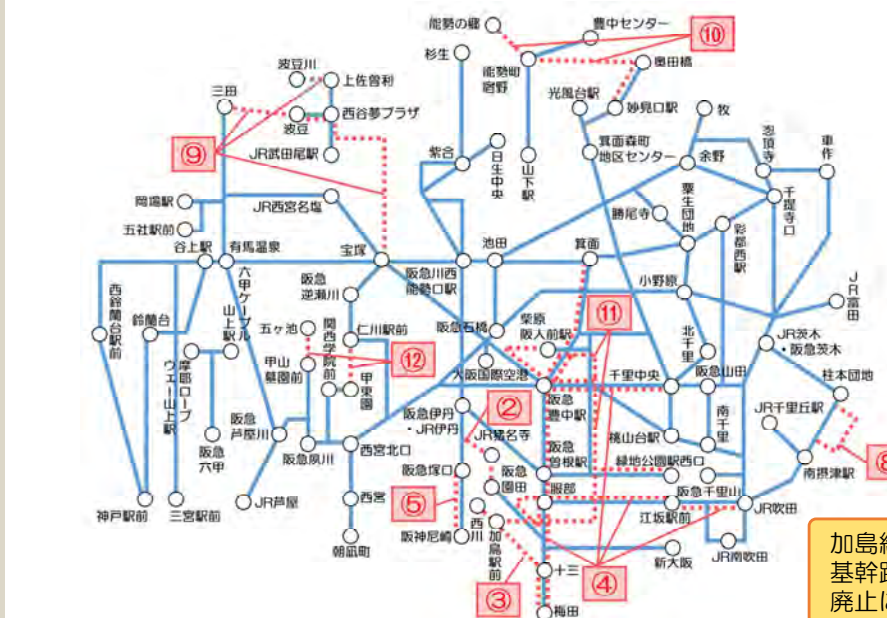 能勢の郷
豊中センター
⑩
杉生
能勢町
宿野
奥田橋
波豆川
上佐曽利
三田
光風台駅
妙見口駅
牧
波豆
西谷夢プラザ
忍頂寺
車作
⑨
JR武田尾駅
紫合
日生中央
山下駅
箕面森町
地区センター
余野
粟生団地
千提寺口
岡場駅
JR西宮名塩
勝尾寺
彩都西駅
五社駅前
谷上駅
有馬温泉
宝塚
池田
箕面
阪急川西
能勢口駅
小野原
JR富田
西鈴蘭台駅前
鈴蘭台
六甲ケーブル
山上駅
阪急
逆瀬川
五ヶ池
関西学院前
仁川駅前
阪急石橋
柴原
阪大前駅
⑪
北千里
JR茨木
・阪急茨木
摩耶ロープ
ウェー山上駅
甲山
墓園前
⑫
甲東園
大阪国際空港
千里中央
阪急山田
柱本団地
阪急
豊中駅
阪急伊丹
・JR伊丹
②
JR千里丘駅
阪急
六甲
阪急
芦屋川
JR猪名寺
阪急夙川
西宮北口
阪急
曽根駅
桃山台駅
南千里
緑地公園駅西口
阪急塚口
阪急
園田
南摂津駅
⑧
神戸駅前
三宮駅前
JR芦屋
西宮
⑤
服部
阪急千里山
江坂駅前
JR吹田
西川
加島駅前
阪神尼崎
朝凪町
新大阪
JR南吹田
十三
④
③
梅田
加島
基幹
廃止に